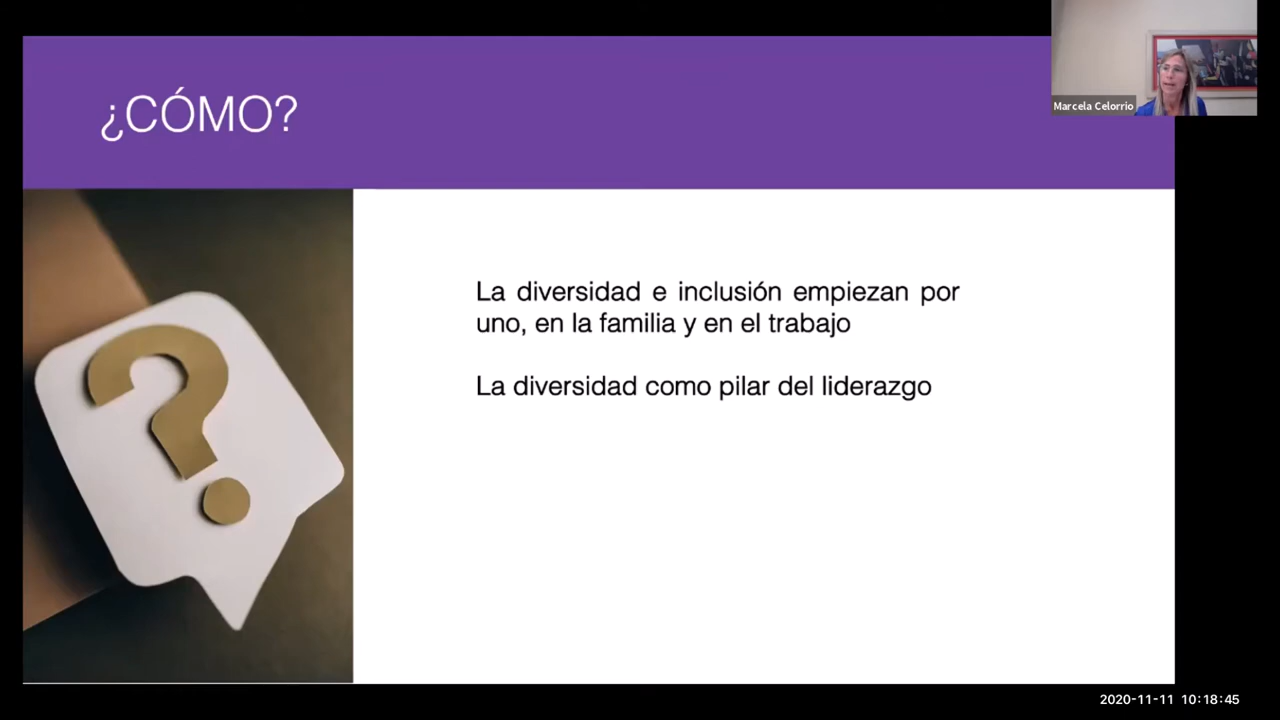 ¿CÓMO?
Marcela Celorrio
La diversidad e inclusión empiezan por
uno, en la familia y en el trabajo
La diversidad como pilar del liderazgo
2020-11-11 10:18:45